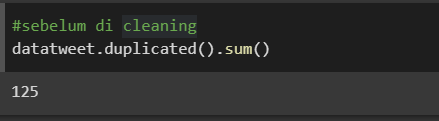 #sebelum di cleaning
datatweet.duplicated().sum()
125